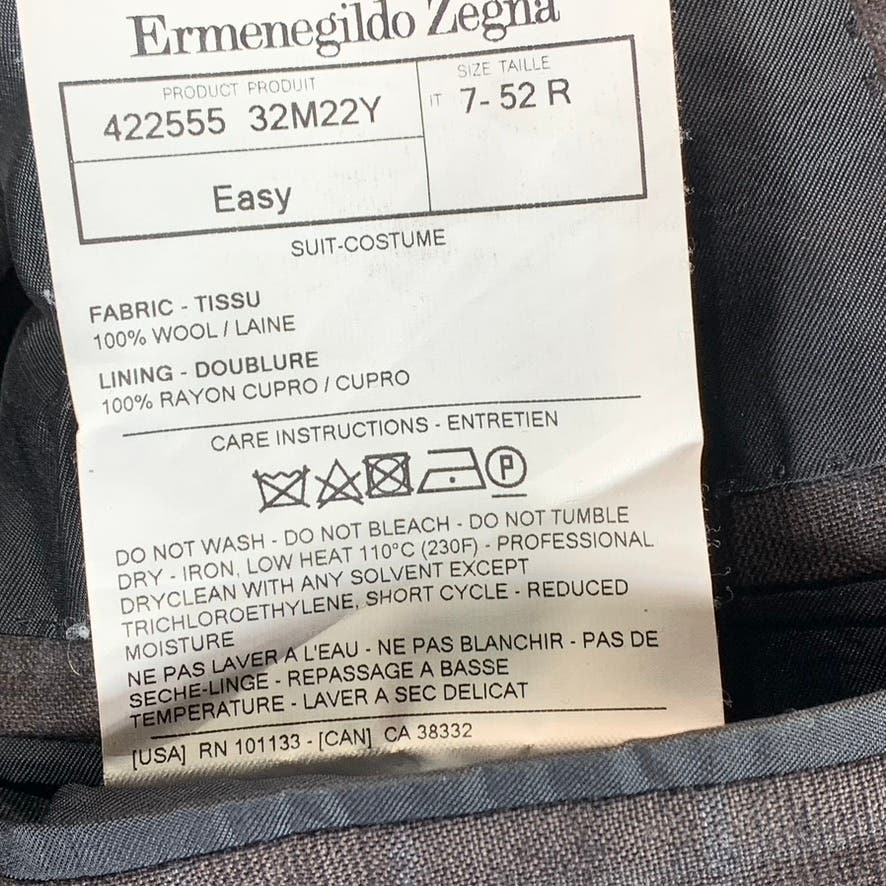 Ermenegildo Zegna
PRODUCT PRODUIT
422555 32M22Y
SIZE TAILLE
IT 7- 52 R
Easy
SUIT-COSTUME
FABRIC - TISSU
100% WOOL / LAINE
LINING - DOUBLURE
100% RAYON CUPRO / CUPRO
CARE INSTRUCTIONS - ENTRETIEN
P
DO NOT WASH - DO NOT BLEACH - DO NOT TUMBLE
DRY - IRON, LOW HEAT 110°C (230F) - PROFESSIONAL
DRYCLEAN WITH ANY SOLVENT EXCEPT
TRICHLOROETHYLENE, SHORT CYCLE - REDUCED
MOISTURE
NE PAS LAVER A L'EAU - NE PAS BLANCHIR - PAS DE
SECHE-LINGE - REPASSAGE A BASSE
TEMPERATURE - LAVER A SEC DELICAT
[USA] RN 101133 - [CAN] CA 38332